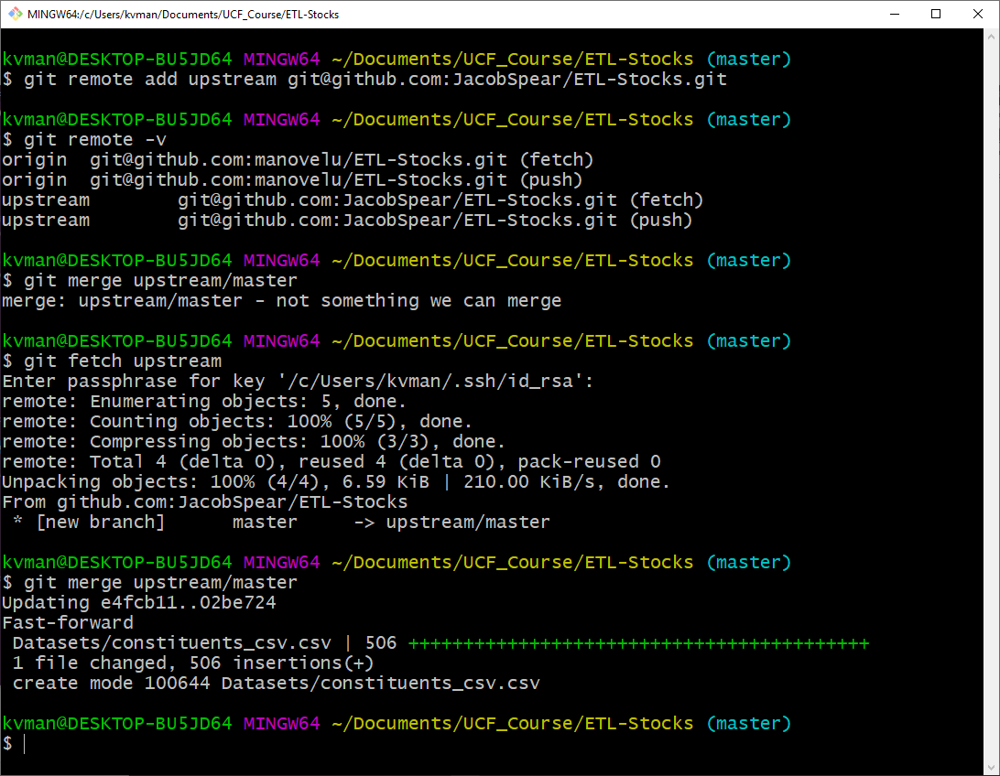 MINGW64:/c/Users/kvman/Documents/UCF_Course/ETL-Stocks
kvman@DESKTOP-BU5JD64 MINGW64 ~/Documents/UCF_Course/ETL-Stocks (master)
$ git remote add upstream git@github.com:JacobSpear/ETL-Stocks.git
kvman@DESKTOP-BU5JD64 MINGW64 ~/Documents/UCF_Course/ETL-Stocks (master)
$ git remote -v
origin  git@github.com:manovelu/ETL-Stocks.git (fetch)
origin  git@github.com:manovelu/ETL-Stocks.git (push)
upstream        git@github.com:JacobSpear/ETL-Stocks.git (fetch)
upstream        git@github.com:JacobSpear/ETL-Stocks.git (push)
kvman@DESKTOP-BU5JD64 MINGW64 ~/Documents/UCF_Course/ETL-Stocks (master)
$ git merge upstream/master
merge: upstream/master - not something we can merge
kvman@DESKTOP-BU5JD64 MINGW64 ~/Documents/UCF_Course/ETL-Stocks (master)
$ git fetch upstream
Enter passphrase for key '/c/Users/kvman/.ssh/id_rsa':
remote: Enumerating objects: 5, done.
remote: Counting objects: 100% (5/5), done.
remote: Compressing objects: 100% (3/3), done.
remote: Total 4 (delta 0), reused 4 (delta 0), pack-reused 0
Unpacking objects: 100% (4/4), 6.59 KiB | 210.00 KiB/s, done.
From github.com:JacobSpear/ETL-Stocks
 * [new branch]      master     -> upstream/master
kvman@DESKTOP-BU5JD64 MINGW64 ~/Documents/UCF_Course/ETL-Stocks (master)
$ git merge upstream/master
Updating e4fcb11..02be724
Fast-forward
 Datasets/constituents_csv.csv | 506 ++++++++++++++++++++++++++++++++++++++++++
 1 file changed, 506 insertions(+)
 create mode 100644 Datasets/constituents_csv.csv
kvman@DESKTOP-BU5JD64 MINGW64 ~/Documents/UCF_Course/ETL-Stocks (master)
$